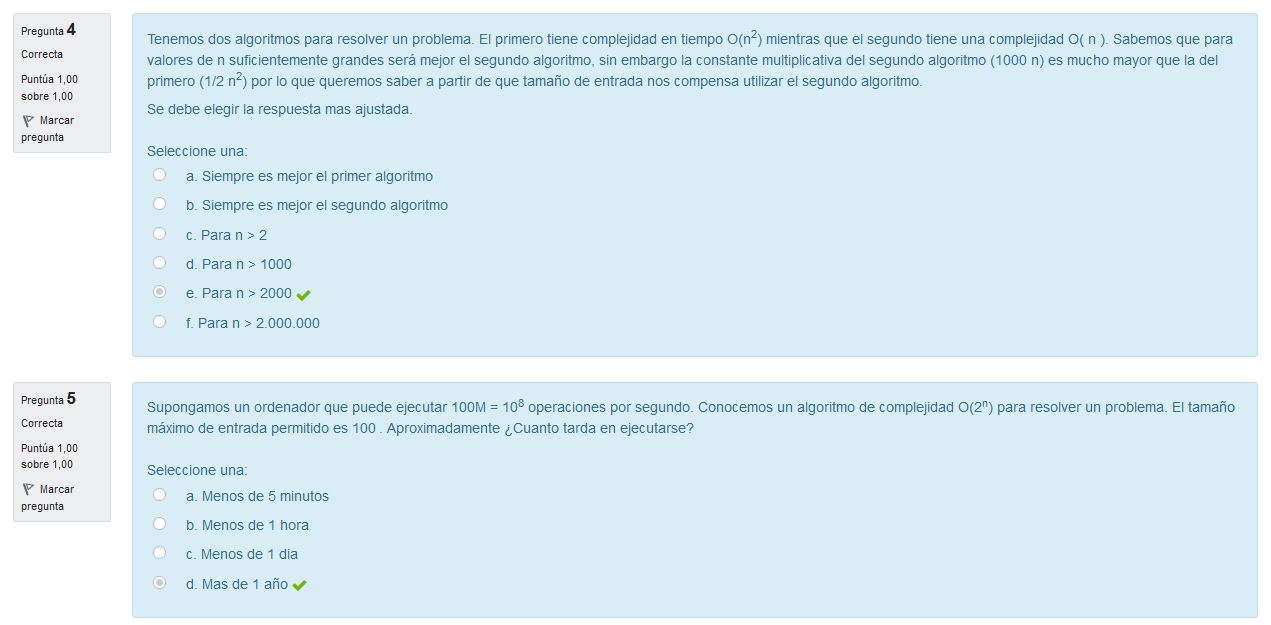 Pregunta 4
Correcta
Puntúa 1,00
sobre 1,00
Marcar
pregunta
Tenemos dos algoritmos para resolver un problema. El primero tiene complejidad en tiempo O(n²) mientras que el segundo tiene una complejidad O( n ). Sabemos que para
valores de n suficientemente grandes será mejor el segundo algoritmo, sin embargo la constante multiplicativa del segundo algoritmo (1000 n) es mucho mayor que la del
primero (1/2 n²) por lo que queremos saber a partir de que tamaño de entrada nos compensa utilizar el segundo algoritmo.
Se debe elegir la respuesta mas ajustada.
Seleccione una:
a. Siempre es mejor el primer algoritmo
b. Siempre es mejor el segundo algoritmo
c. Para n > 2
d. Para n > 1000
e. Para n > 2000
f. Para n > 2.000.000
Pregunta 5
Correcta
Puntúa 1,00
sobre 1,00
Marcar
pregunta
Supongamos un ordenador que puede ejecutar 100M = 10⁸ operaciones por segundo. Conocemos un algoritmo de complejidad O(2ⁿ) para resolver un problema. El tamaño
máximo de entrada permitido es 100 . Aproximadamente ¿Cuanto tarda en ejecutarse?
Seleccione una:
a. Menos de 5 minutos
b. Menos de 1 hora
c. Menos de 1 dia
d. Mas de 1 año